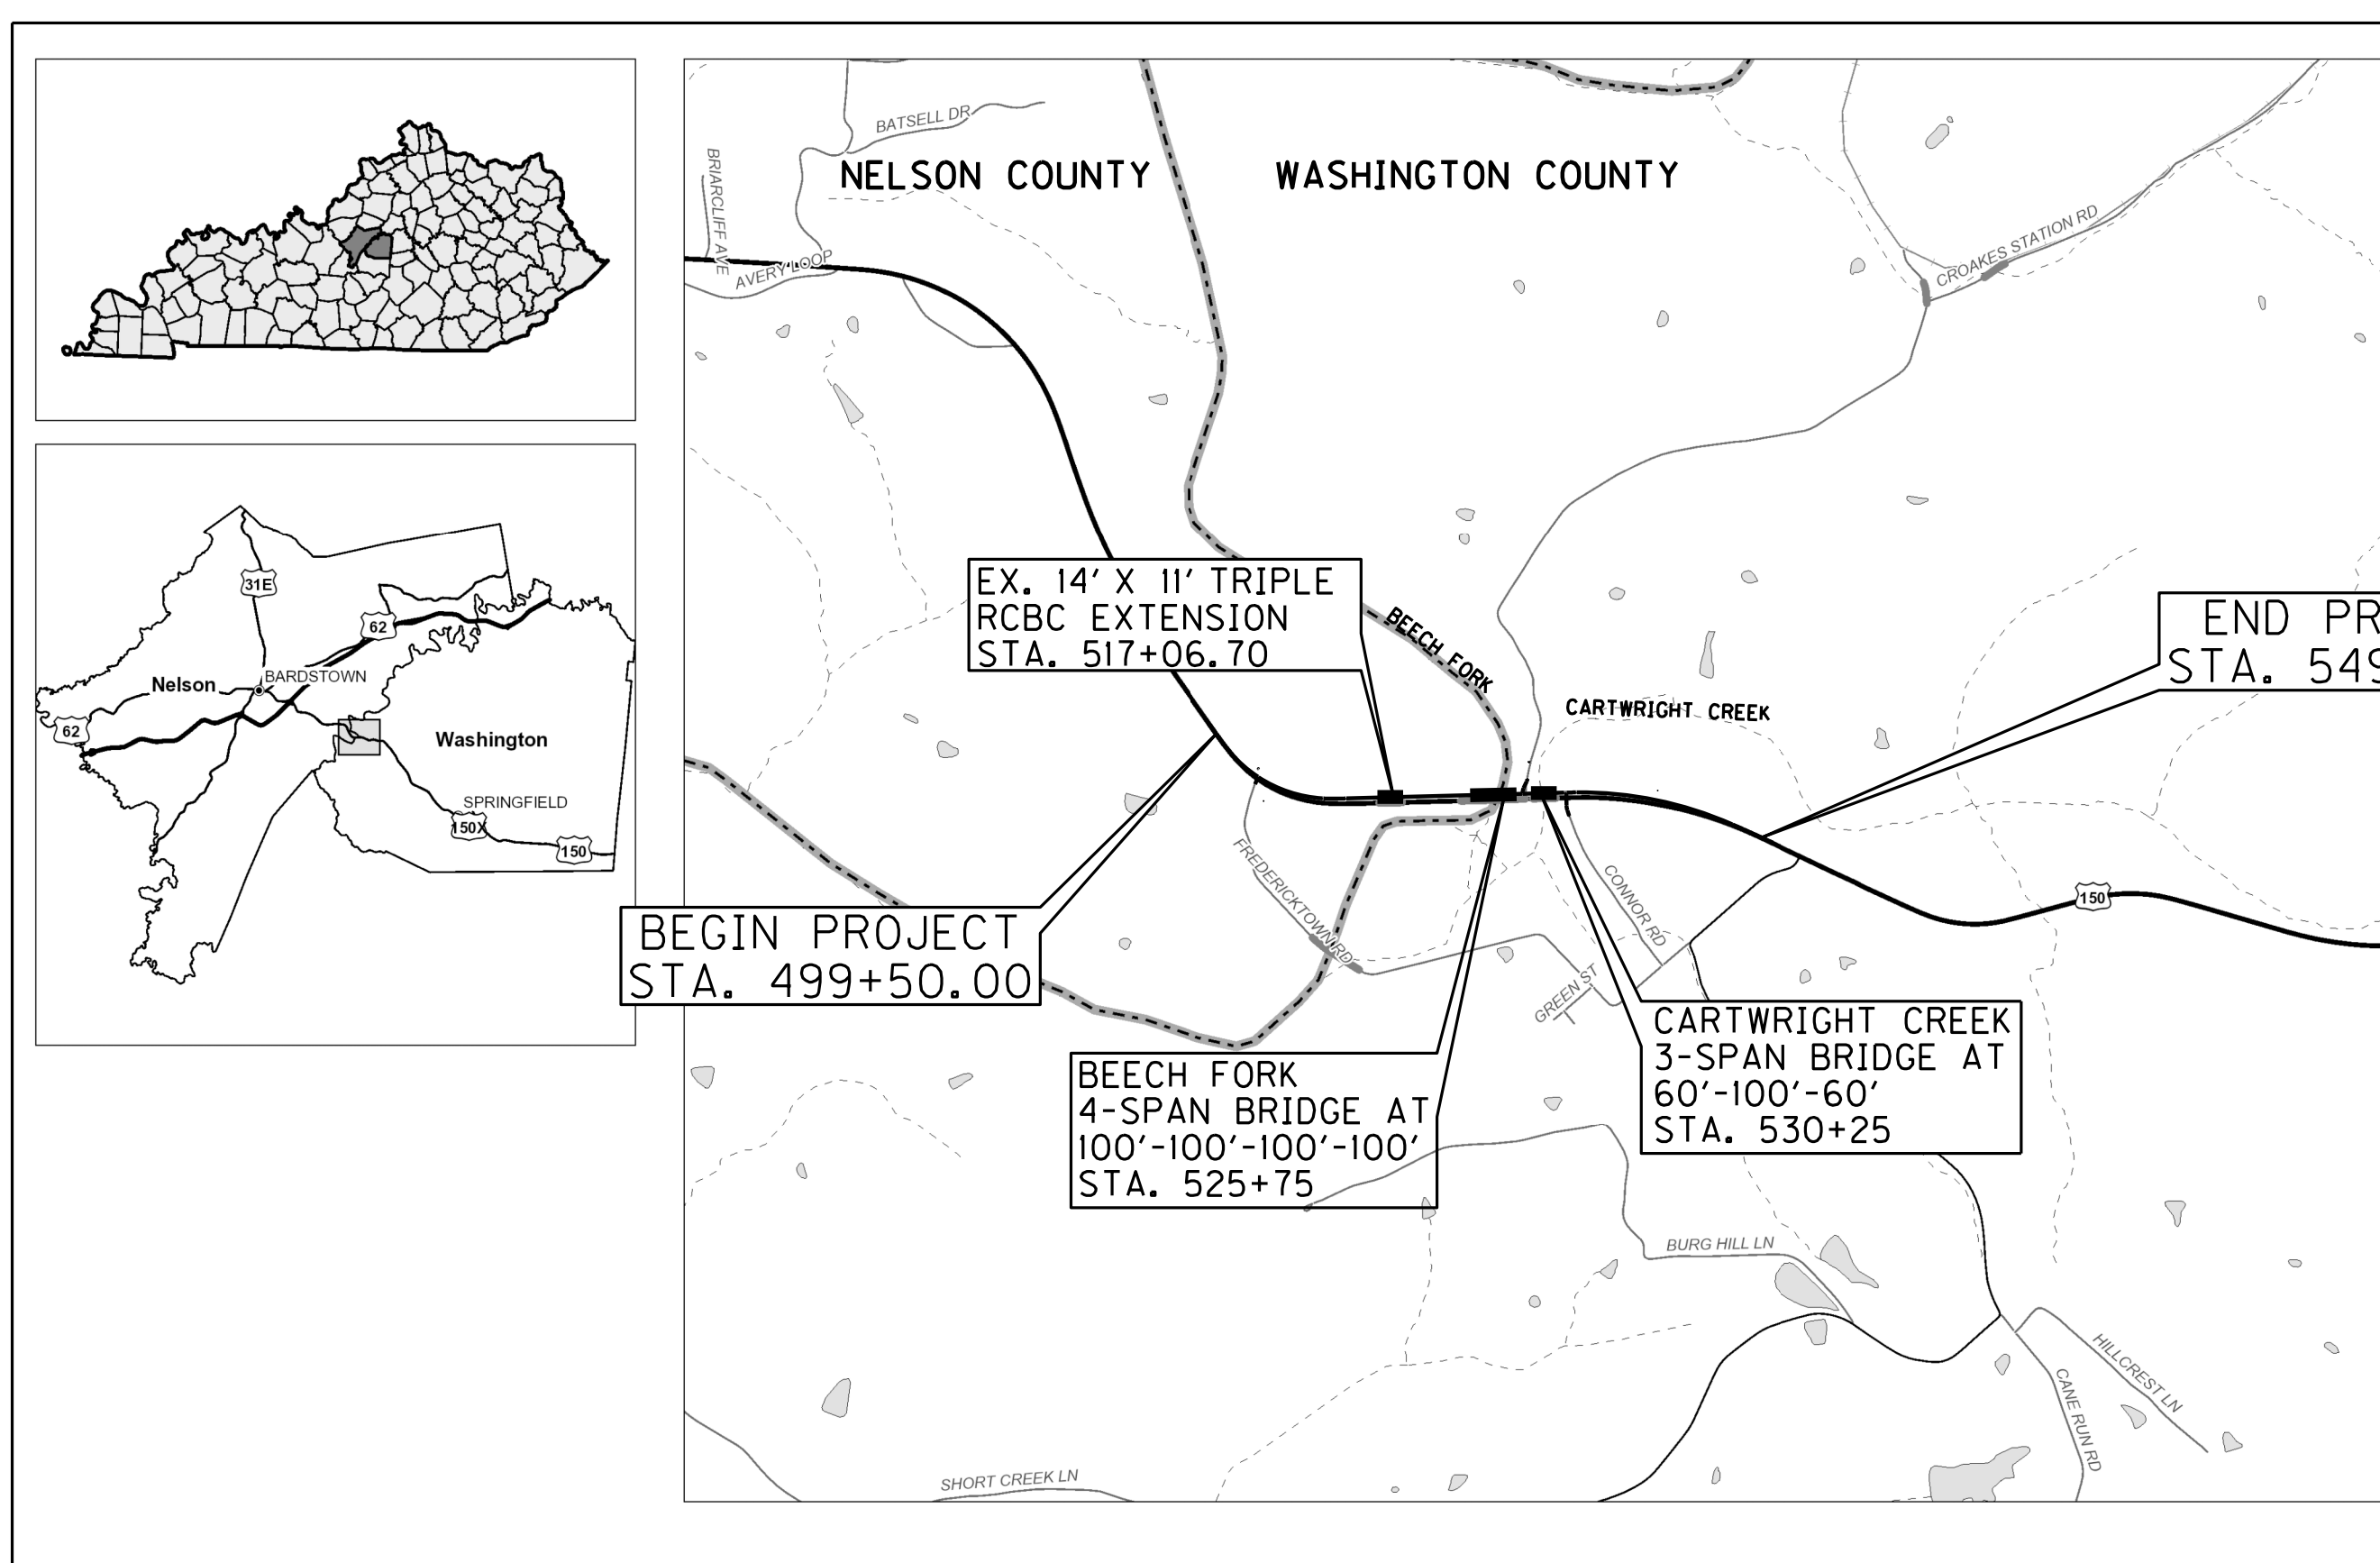 31E
62
BARDSTOWN
Nelson
62
Washington
SPRINGFIELD
150X
150
BATSELL DR
BRIARCLIFF AVE
NELSON COUNTY
WASHINGTON COUNTY
AVERY LOOP
CROAKES STATION RD
EX. 14' X 11' TRIPLE
RCBC EXTENSION
STA. 517+06.70
BEECH FORK
CARTWRIGHT CREEK
END PR
STA. 549
FREDERICKTOWN RD
CONNOR RD
150
BEGIN PROJECT
STA. 499+50.00
GREEN ST
CARTWRIGHT CREEK
3-SPAN BRIDGE AT
60'-100'-60'
STA. 530+25
BEECH FORK
4-SPAN BRIDGE AT
100'-100'-100'-100'
STA. 525+75
BURG HILL LN
HILLCREST LN
CANE RUN RD
SHORT CREEK LN